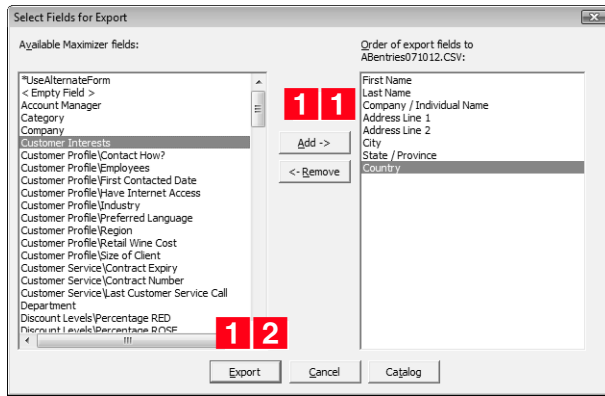 Select Fields for Export
Available Maximizer fields:
Order of export fields to
ABentries071012.CSV:
*UseAlternateForm
< Empty Field >
Account Manager
Category
Company
Customer Interests
Customer Profile\Contact How?
Customer Profile\Employees
Customer Profile\First Contacted Date
Customer Profile\Have Internet Access
Customer Profile\Industry
Customer Profile\Preferred Language
Customer Profile\Region
Customer Profile\Retail Wine Cost
Customer Profile\Size of Client
Customer Service\Contract Expiry
Customer Service\Contract Number
Customer Service\Last Customer Service Call
Department
Discount Levels\Percentage RED
Discount Levels\Percentage ROSE
1 1
Add ->
<- Remove
First Name
Last Name
Company / Individual Name
Address Line 1
Address Line 2
City
State / Province
Country
1 2
Export
Cancel
Catalog